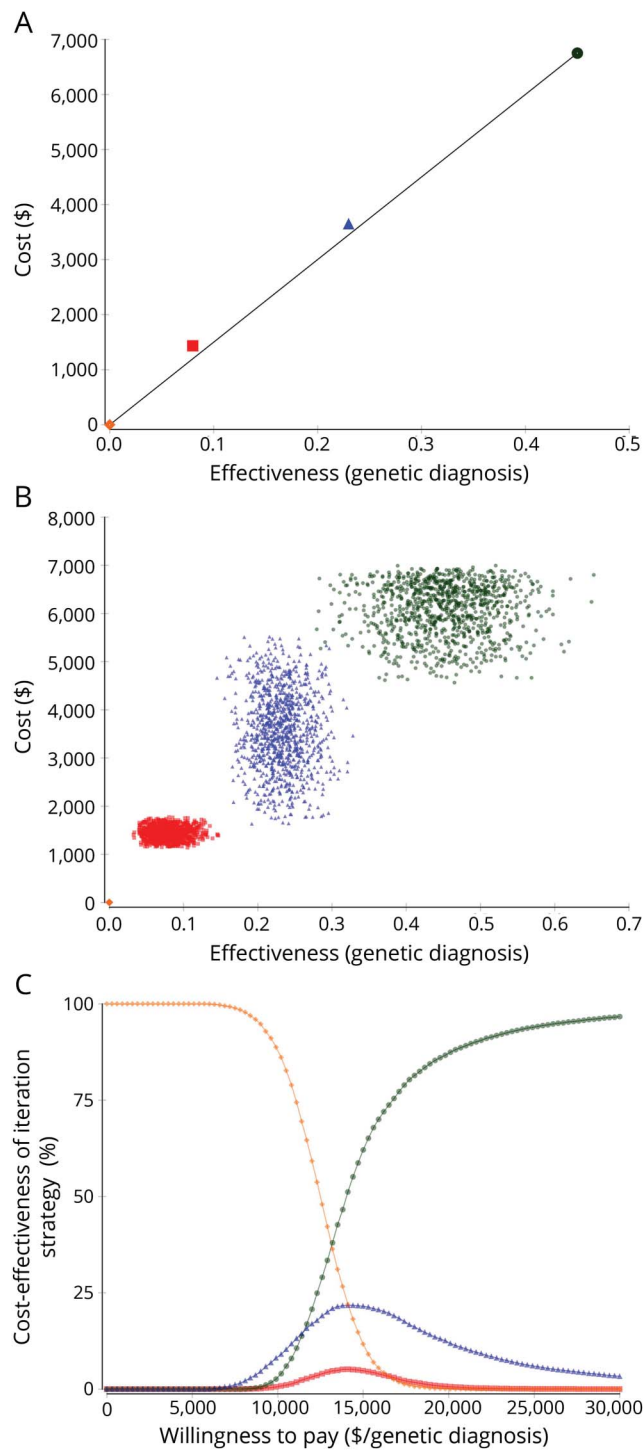 A
7,000
6,000
5,000
4,000
3,000
2,000
1,000
0
Cost ($)
0.0 0.1 0.2 0.3 0.4 0.5
Effectiveness (genetic diagnosis)
B
8,000
7,000
6,000
5,000
4,000
3,000
2,000
1,000
0
Cost ($)
0.0 0.1 0.2 0.3 0.4 0.5 0.6 0.7
Effectiveness (genetic diagnosis)
C
100
75
50
25
0
Cost-effectiveness of iteration
strategy (%)
0 5,000 10,000 15,000 20,000 25,000 30,000
Willingness to pay ($/genetic diagnosis)